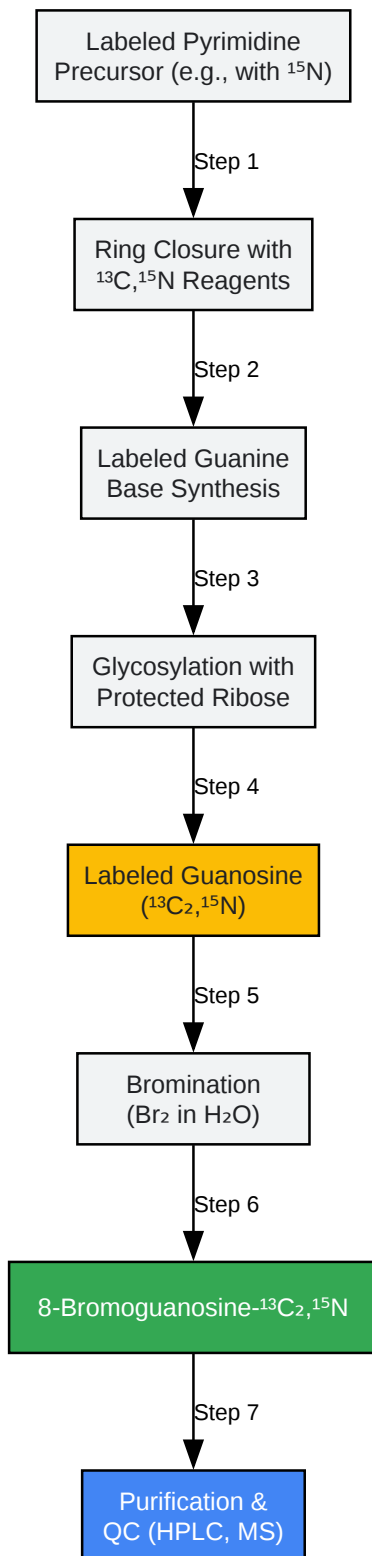 Labeled Pyrimidine
Precursor (e.g., with ¹⁵N)
Step 1
Ring Closure with
¹³C,¹⁵N Reagents
Step 2
Labeled Guanine
Base Synthesis
Step 3
Glycosylation with
Protected Ribose
Step 4
Labeled Guanosine
(¹³C₂,¹⁵N)
Step 5
Bromination
(Br₂ in H₂O)
Step 6
8-Bromoguanosine-¹³C₂,¹⁵N
Step 7
Purification &
QC (HPLC, MS)